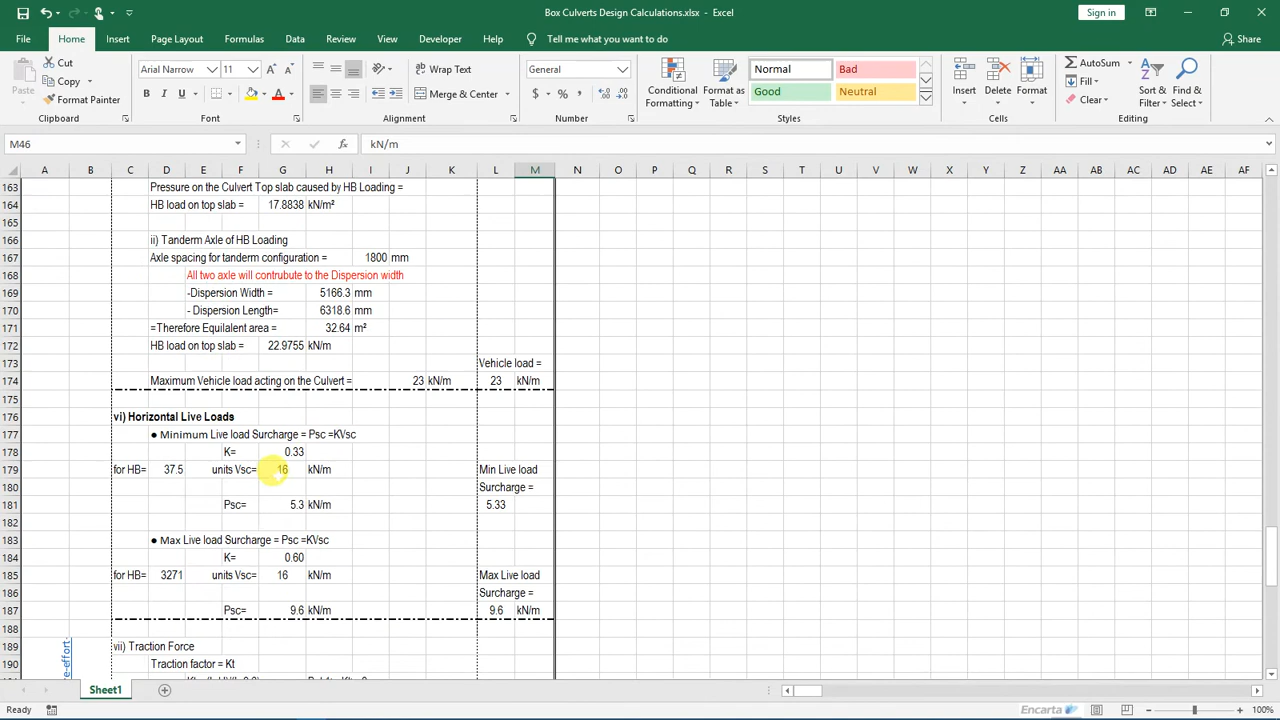 Box Culverts Design Calculations.xlsx - Excel
Sign in
File Home Insert Page Layout Formulas Data Review View Developer Help Tell me what you want to do Share
Paste
Cut
Copy
Format Painter
Clipboard
Arial Narrow 11
B I U
Font
Wrap Text
Merge & Center
Alignment
General
$ % ,
Number
Conditional Formatting
Format as Table
Normal Bad
Good Neutral
Styles
Insert Delete Format
Cells
AutoSum
Fill
Clear
Sort & Filter
Find & Select
Editing
M46 fx kN/m
A B C D E F G H I J K L M N O P Q R S T U V W X Y Z AA AB AC AD AE AF
163 Pressure on the Culvert Top slab caused by HB Loading =
164 HB load on top slab = 17.8838 kN/m²
165
166 ii) Tanderm Axle of HB Loading
167 Axle spacing for tanderm configuration = 1800 mm
168 All two axle will contrubute to the Dispersion width
169 -Dispersion Width = 5166.3 mm
170 - Dispersion Length= 6318.6 mm
171 =Therefore Equilalent area = 32.64 m²
172 HB load on top slab = 22.9755 kN/m
173 Vehicle load =
174 Maximum Vehicle load acting on the Culvert = 23 kN/m 23 kN/m
175
176 vi) Horizontal Live Loads
177 ● Minimum Live load Surcharge = Psc =KVsc
178 K= 0.33
179 for HB= 37.5 units Vsc= 16 kN/m Min Live load
180 Surcharge =
181 Psc= 5.3 kN/m 5.33
182
183 ● Max Live load Surcharge = Psc =KVsc
184 K= 0.60
185 for HB= 3271 units Vsc= 16 kN/m Max Live load
186 Surcharge =
187 Psc= 9.6 kN/m 9.6 kN/m
188
189 vii) Traction Force
190 Traction factor = Kt
e-effort-
Sheet1
Ready
Encarta
100%